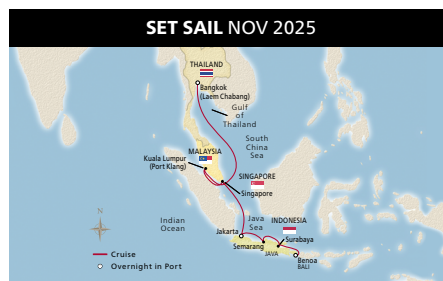 SET SAIL NOV 2025
THAILAND
Bangkok
(Laem Chabang)
Gulf
of
Thailand
South
China
Sea
MALAYSIA
Kuala Lumpur
(Port Klang)
SINGAPORE
Singapore
INDONESIA
Indian
Ocean
Java
Sea
Jakarta
Surabaya
Semarang
JAVA
Benoa
BALI
N
Cruise
Overnight in Port